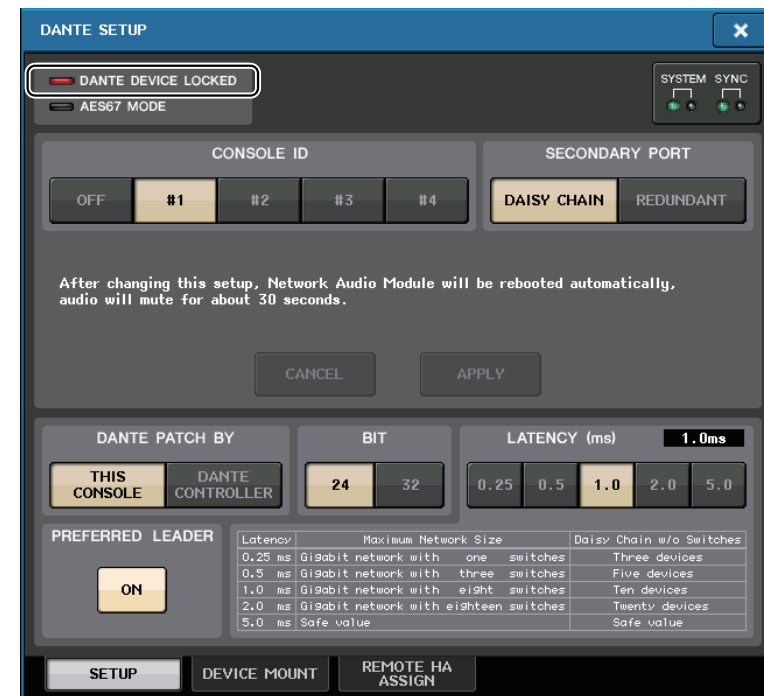 DANTE SETUP
DANTE DEVICE LOCKED
AES67 MODE
SYSTEM SYNC
CONSOLE ID
OFF #1 #2 #3 #4
SECONDARY PORT
DAISY CHAIN REDUNDANT
After changing this setup, Network Audio Module will be rebooted automatically,
audio will mute for about 30 seconds.
CANCEL APPLY
DANTE PATCH BY
THIS
CONSOLE
DANTE
CONTROLLER
BIT
24 32
LATENCY (ms) 1.0ms
0.25 0.5 1.0 2.0 5.0
PREFERRED LEADER
ON
Latency Maximum Network Size Daisy Chain w/o Switches
0.25 ms Gigabit network with one switches Three devices
0.5 ms Gigabit network with three switches Five devices
1.0 ms Gigabit network with eight switches Ten devices
2.0 ms Gigabit network with eighteen switches Twenty devices
5.0 ms Safe value Safe value
SETUP
DEVICE MOUNT
REMOTE HA
ASSIGN